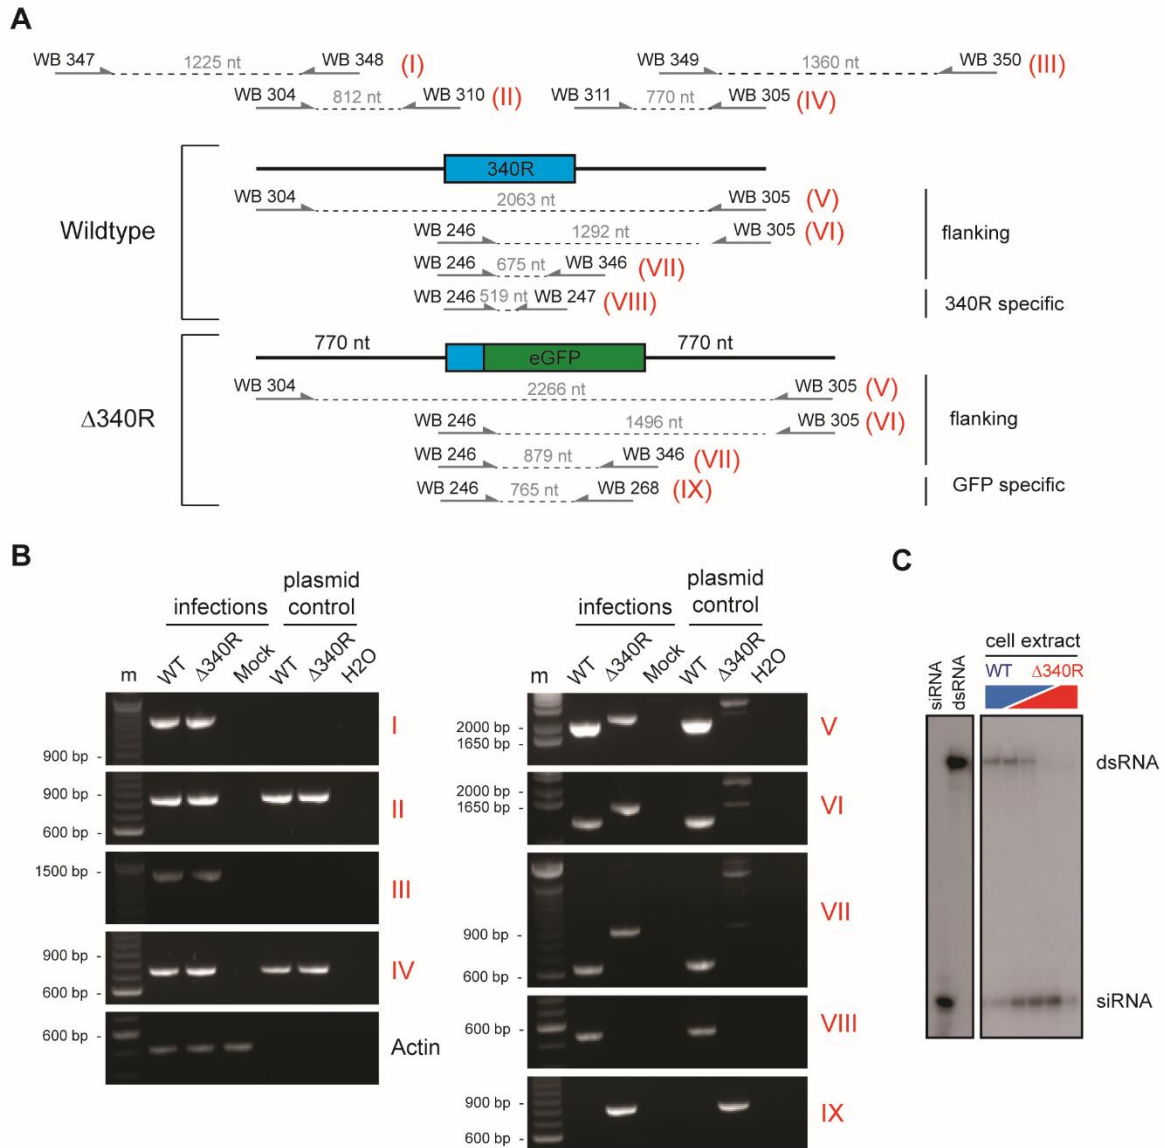 A
WB 347 1225 nt WB 348 (I) WB 349 1360 nt WB 350 (III)
WB 304 812 nt WB 310 (II) WB 311 770 nt WB 305 (IV)
340R
WB 304 2063 nt WB 305 (V)
Wildtype
WB 246 1292 nt WB 305 (VI)
flanking
WB 246 675 nt WB 346 (VII)
WB 246 519 nt WB 247 (VIII) 340R specific
770 nt 770 nt
eGFP
WB 304 2266 nt WB 305 (V)
Δ340R
WB 246 1496 nt WB 305 (VI) flanking
WB 246 879 nt WB 346 (VII)
WB 246 765 nt WB 268 (IX) GFP specific
B
infections plasmid control
m WT Δ340R Mock WT Δ340R H2O
900 bp - I
900 bp -
600 bp - II
1500 bp - III
900 bp -
600 bp - IV
600 bp - Actin
infections plasmid control
m WT Δ340R Mock WT Δ340R H2O
2000 bp -
1650 bp - V
2000 bp -
1650 bp - VI
900 bp -
600 bp - VII
600 bp - VIII
900 bp -
600 bp - IX
C
cell extract
siRNA dsRNA WT Δ340R
dsRNA
siRNA